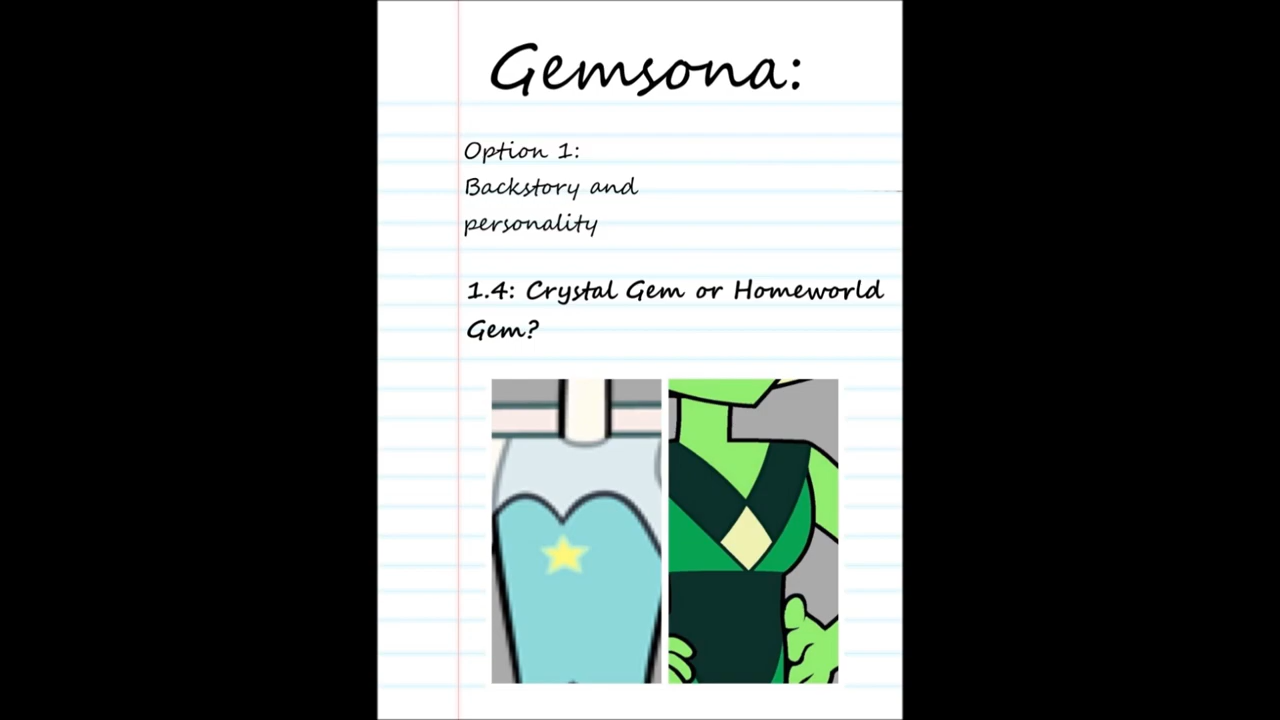 Gemsona:
Option 1:
Backstory and
personality
1.4: Crystal Gem or Homeworld
Gem?